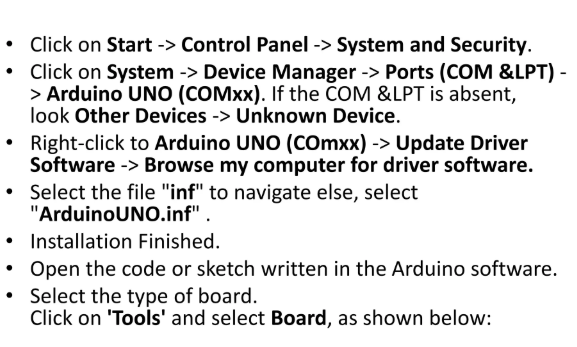 • Click on Start -> Control Panel -> System and Security.
• Click on System -> Device Manager -> Ports (COM &LPT) -
> Arduino UNO (COMxx). If the COM &LPT is absent,
look Other Devices -> Unknown Device.
• Right-click to Arduino UNO (COmxx) -> Update Driver
Software -> Browse my computer for driver software.
• Select the file "inf" to navigate else, select
"ArduinoUNO.inf" .
• Installation Finished.
• Open the code or sketch written in the Arduino software.
• Select the type of board.
Click on 'Tools' and select Board, as shown below: